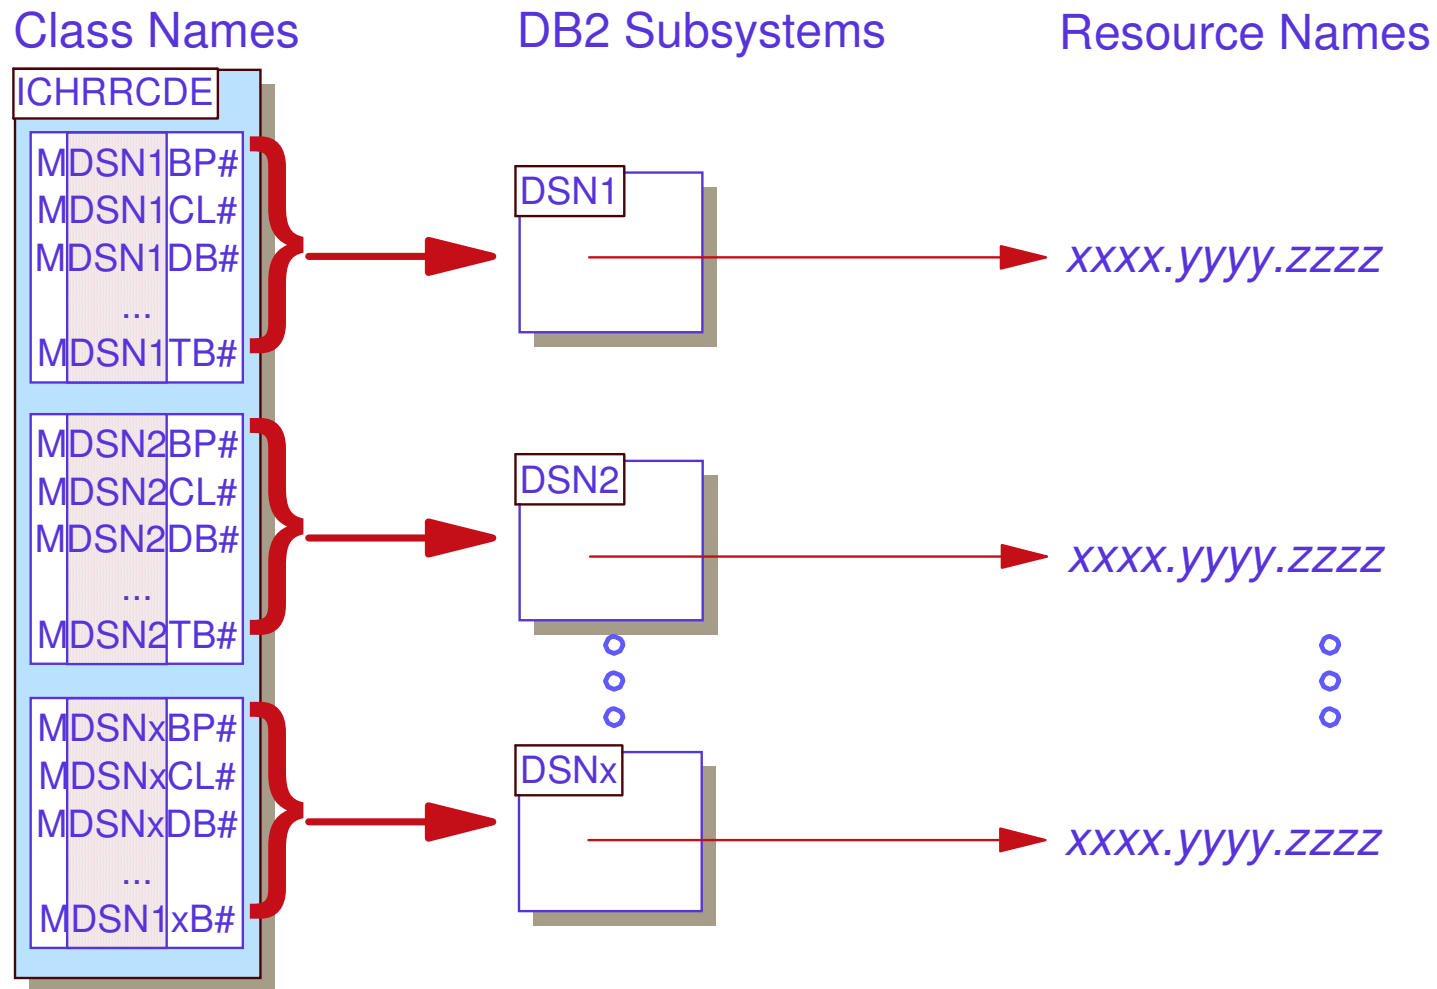 Class Names
DB2 Subsystems
Resource Names
ICHRRCDE
MDSN1BP#
MDSN1CL#
MDSN1DB#
...
MDSN1TB#
DSN1
xxxx.yyyy.zzzz
MDSN2BP#
MDSN2CL#
MDSN2DB#
...
MDSN2TB#
DSN2
xxxx.yyyy.zzzz
MDSNxBP#
MDSNxCL#
MDSNxDB#
...
MDSN1xB#
DSNx
xxxx.yyyy.zzzz